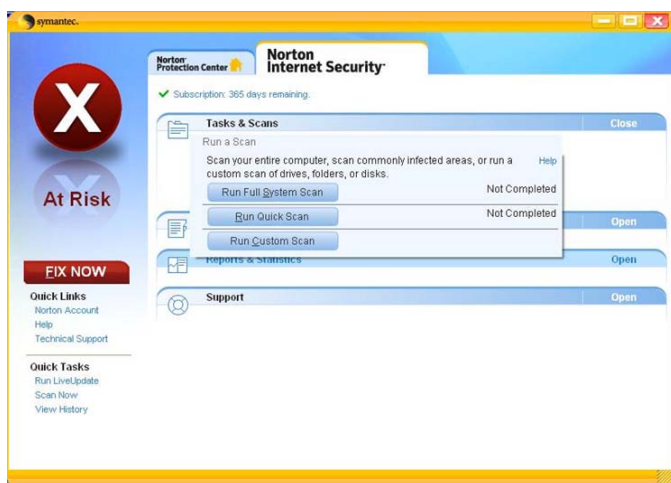 symantec.
Norton
Protection Center
Norton
Internet Security
Subscription: 365 days remaining.
X
At Risk
FIX NOW
Quick Links
Norton Account
Help
Technical Support
Quick Tasks
Run LiveUpdate
Scan Now
View History
Tasks & Scans
Close
Run a Scan
Scan your entire computer, scan commonly infected areas, or run a
custom scan of drives, folders, or disks.
Help
Run Full System Scan
Not Completed
Run Quick Scan
Not Completed
Run Custom Scan
Open
Reports & Statistics
Open
Support
Open